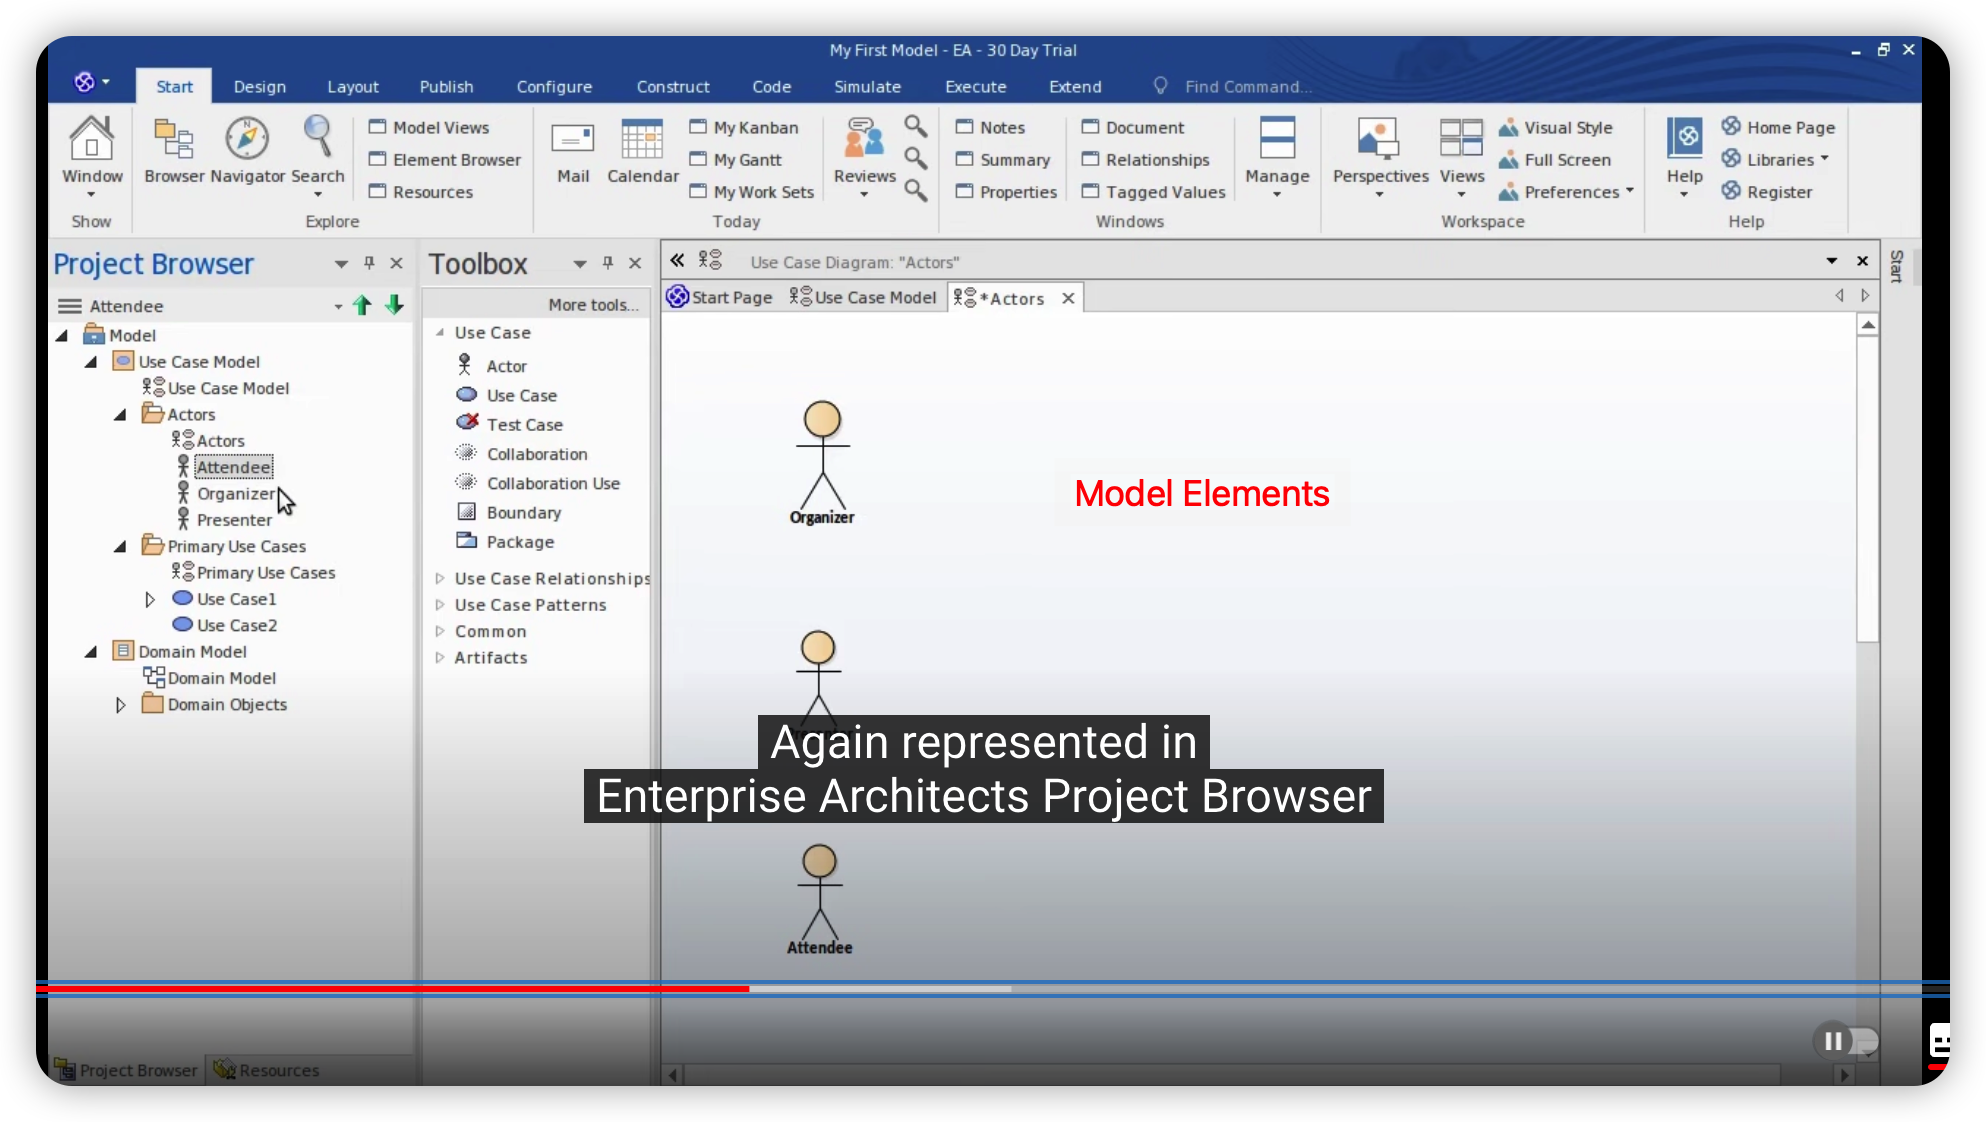 My First Model - EA - 30 Day Trial
Start Design Layout Publish Configure Construct Code Simulate Execute Extend Find Command...
Window
Show
Browser Navigator Search
Model Views
Element Browser
Resources
Explore
Mail Calendar
My Kanban
My Gantt
My Work Sets
Reviews
Today
Notes
Summary
Properties
Document
Relationships
Tagged Values
Windows
Manage
Perspectives Views
Visual Style
Full Screen
Preferences
Workspace
Help
Home Page
Libraries
Register
Help
Project Browser
Attendee
Model
Use Case Model
Use Case Model
Actors
Actors
Attendee
Organizer
Presenter
Primary Use Cases
Primary Use Cases
Use Case1
Use Case2
Domain Model
Domain Model
Domain Objects
Project Browser Resources
Toolbox
More tools...
Use Case
Actor
Use Case
Test Case
Collaboration
Collaboration Use
Boundary
Package
Use Case Relationships
Use Case Patterns
Common
Artifacts
Use Case Diagram: "Actors"
Start Page Use Case Model *Actors
Start
Organizer
Model Elements
Again represented in
Enterprise Architects Project Browser
Attendee